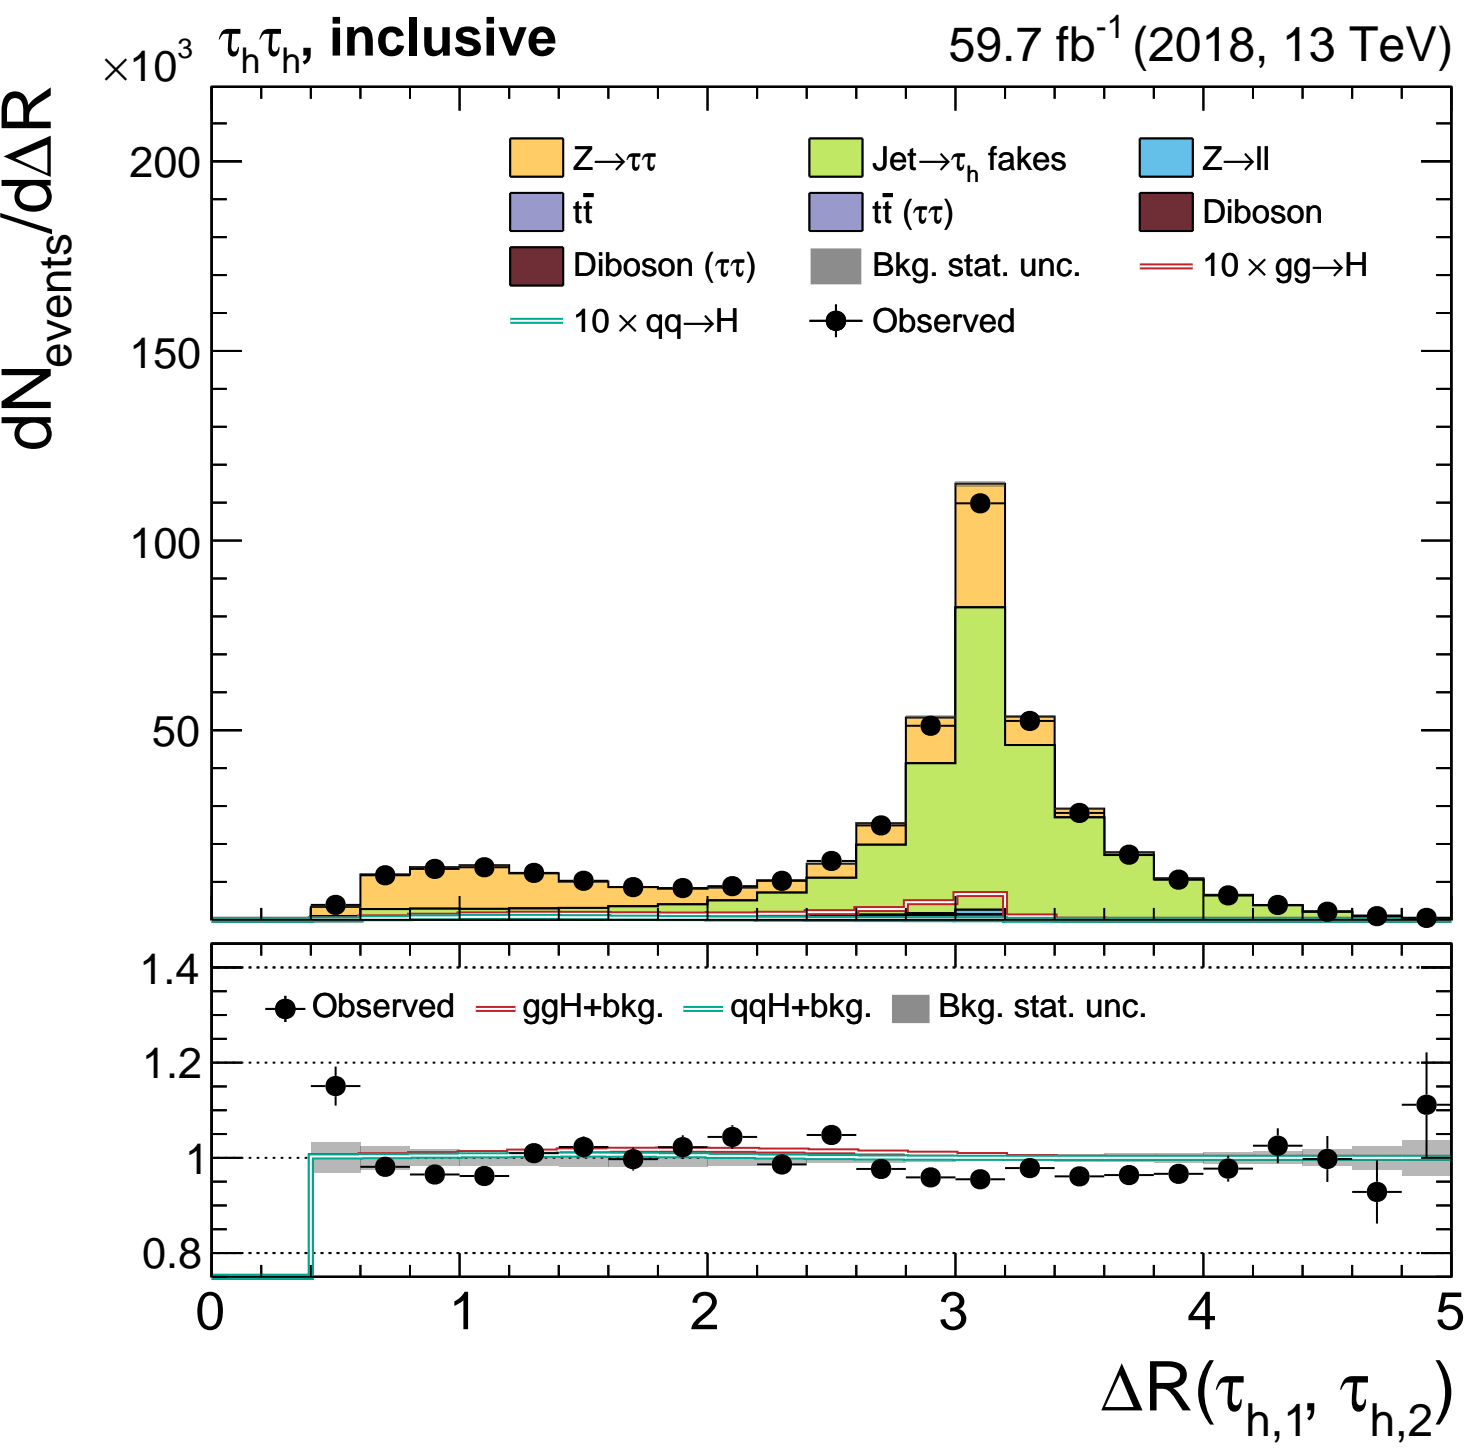 ×10³ τₕτₕ, inclusive 59.7 fb⁻¹ (2018, 13 TeV)
dN_events/dΔR
200
150
100
50
Z→ττ Jet→τₕ fakes Z→ll
tt̄ tt̄ (ττ) Diboson
Diboson (ττ) Bkg. stat. unc. 10 × gg→H
10 × qq→H Observed
1.4
1.2
1
0.8
Observed ggH+bkg. qqH+bkg. Bkg. stat. unc.
0 1 2 3 4 5
ΔR(τ_h,1, τ_h,2)